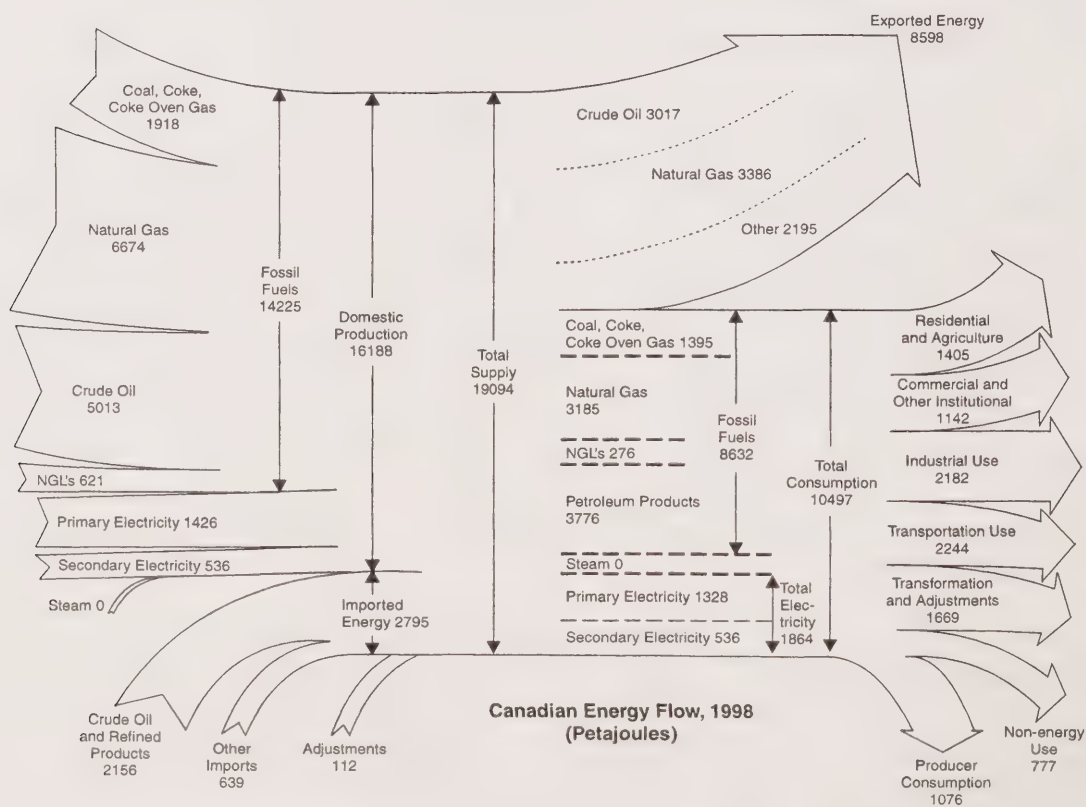 Exported Energy
8598
Coal, Coke,
Coke Oven Gas
1918
Natural Gas
6674
Crude Oil
5013
NGL's 621
Primary Electricity 1426
Secondary Electricity 536
Steam 0
Fossil
Fuels
14225
Domestic
Production
16188
Total
Supply
19094
Imported
Energy 2795
Crude Oil
and Refined
Products
2156
Other
Imports
639
Adjustments
112
Crude Oil 3017
Natural Gas 3386
Other 2195
Coal, Coke,
Coke Oven Gas 1395
Natural Gas
3185
NGL's 276
Petroleum Products
3776
Steam 0
Primary Electricity 1328
Secondary Electricity 536
Fossil
Fuels
8632
Total
Elec-
tricity
1864
Total
Consumption
10497
Residential
and Agriculture
1405
Commercial and
Other Institutional
1142
Industrial Use
2182
Transportation Use
2244
Transformation
and Adjustments
1669
Non-energy
Use
777
Producer
Consumption
1076
Canadian Energy Flow, 1998
(Petajoules)